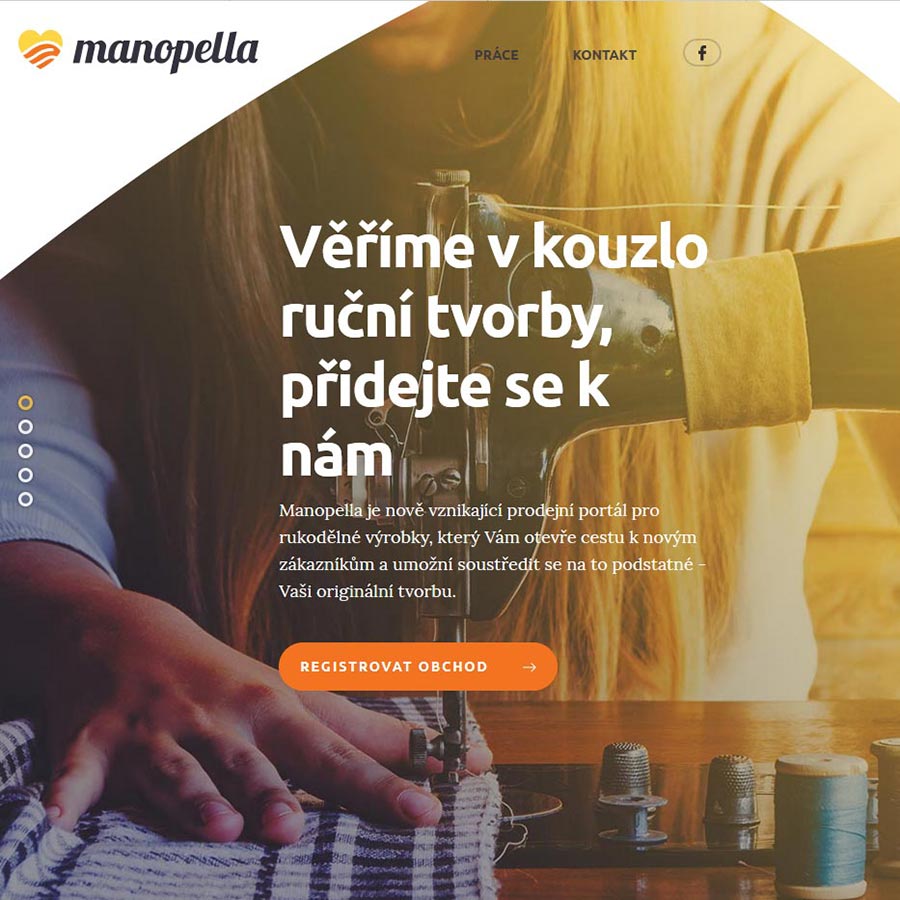 manopella
PRÁCE KONTAKT f
Věříme v kouzlo
ruční tvorby,
přidejte se k
nám
Manopella je nově vznikající prodejní portál pro
rukodělné výrobky, který Vám otevře cestu k novým
zákazníkům a umožní soustředit se na to podstatné -
Vaši originální tvorbu.
REGISTROVAT OBCHOD →